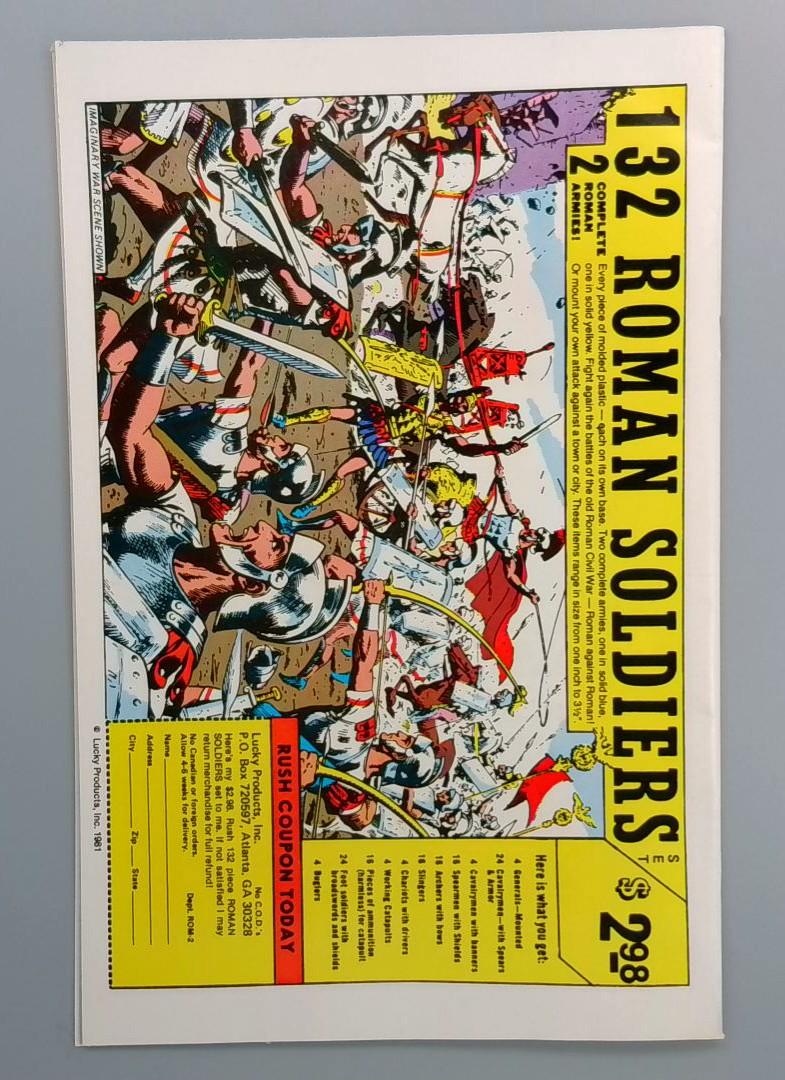 132 ROMAN SOLDIERS
SET
$2.98
2 COMPLETE
ROMAN
ARMIES!
Every piece of molded plastic — each on its own base. Two complete armies, one in solid blue,
one in solid yellow. Fight again the battles of the old Roman Civil War — Roman against Roman!
Or mount your own attack against a town or city. These items range in size from one inch to 3½".
Here is what you get:
4 Generals—Mounted
24 Cavalrymen—with Spears
& Armor
4 Cavalrymen with banners
16 Spearmen with Shields
16 Archers with bows
16 Slingers
4 Chariots with drivers
4 Working Catapults
16 Pieces of ammunition
(harmless) for catapult
24 Foot soldiers with
broadswords and shields
4 Buglers
RUSH COUPON TODAY
Lucky Products, Inc. No C.O.D.'s
P.O. Box 720597, Atlanta, GA 30328
Here's my $2.98. Rush 132 piece ROMAN
SOLDIERS set to me. If not satisfied I may
return merchandise for full refund!
No Canadian or foreign orders. Dept. ROM-2
Allow 4-6 weeks for delivery.
Name
Address
City Zip State
IMAGINARY WAR SCENE SHOWN
© Lucky Products, Inc. 1981